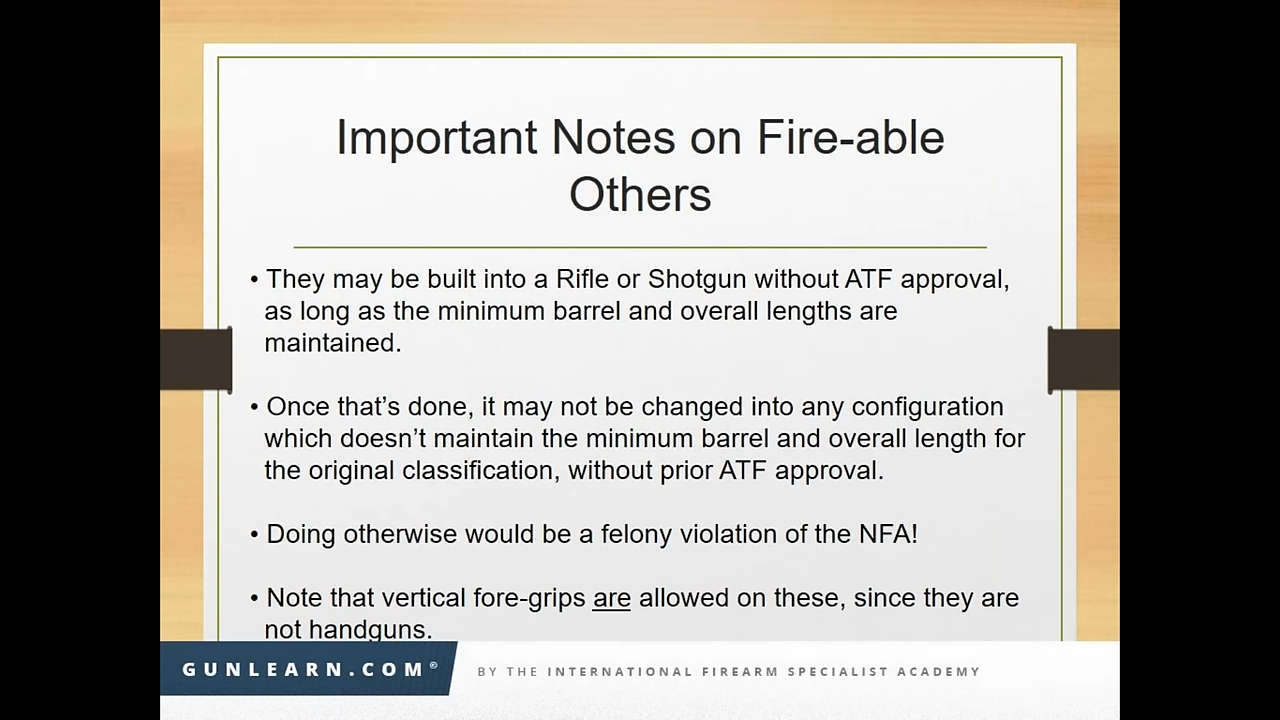 Important Notes on Fire-able
Others
• They may be built into a Rifle or Shotgun without ATF approval,
as long as the minimum barrel and overall lengths are
maintained.
• Once that’s done, it may not be changed into any configuration
which doesn’t maintain the minimum barrel and overall length for
the original classification, without prior ATF approval.
• Doing otherwise would be a felony violation of the NFA!
• Note that vertical fore-grips are allowed on these, since they are
not handguns.
GUNLEARN.COM© BY THE INTERNATIONAL FIREARM SPECIALIST ACADEMY